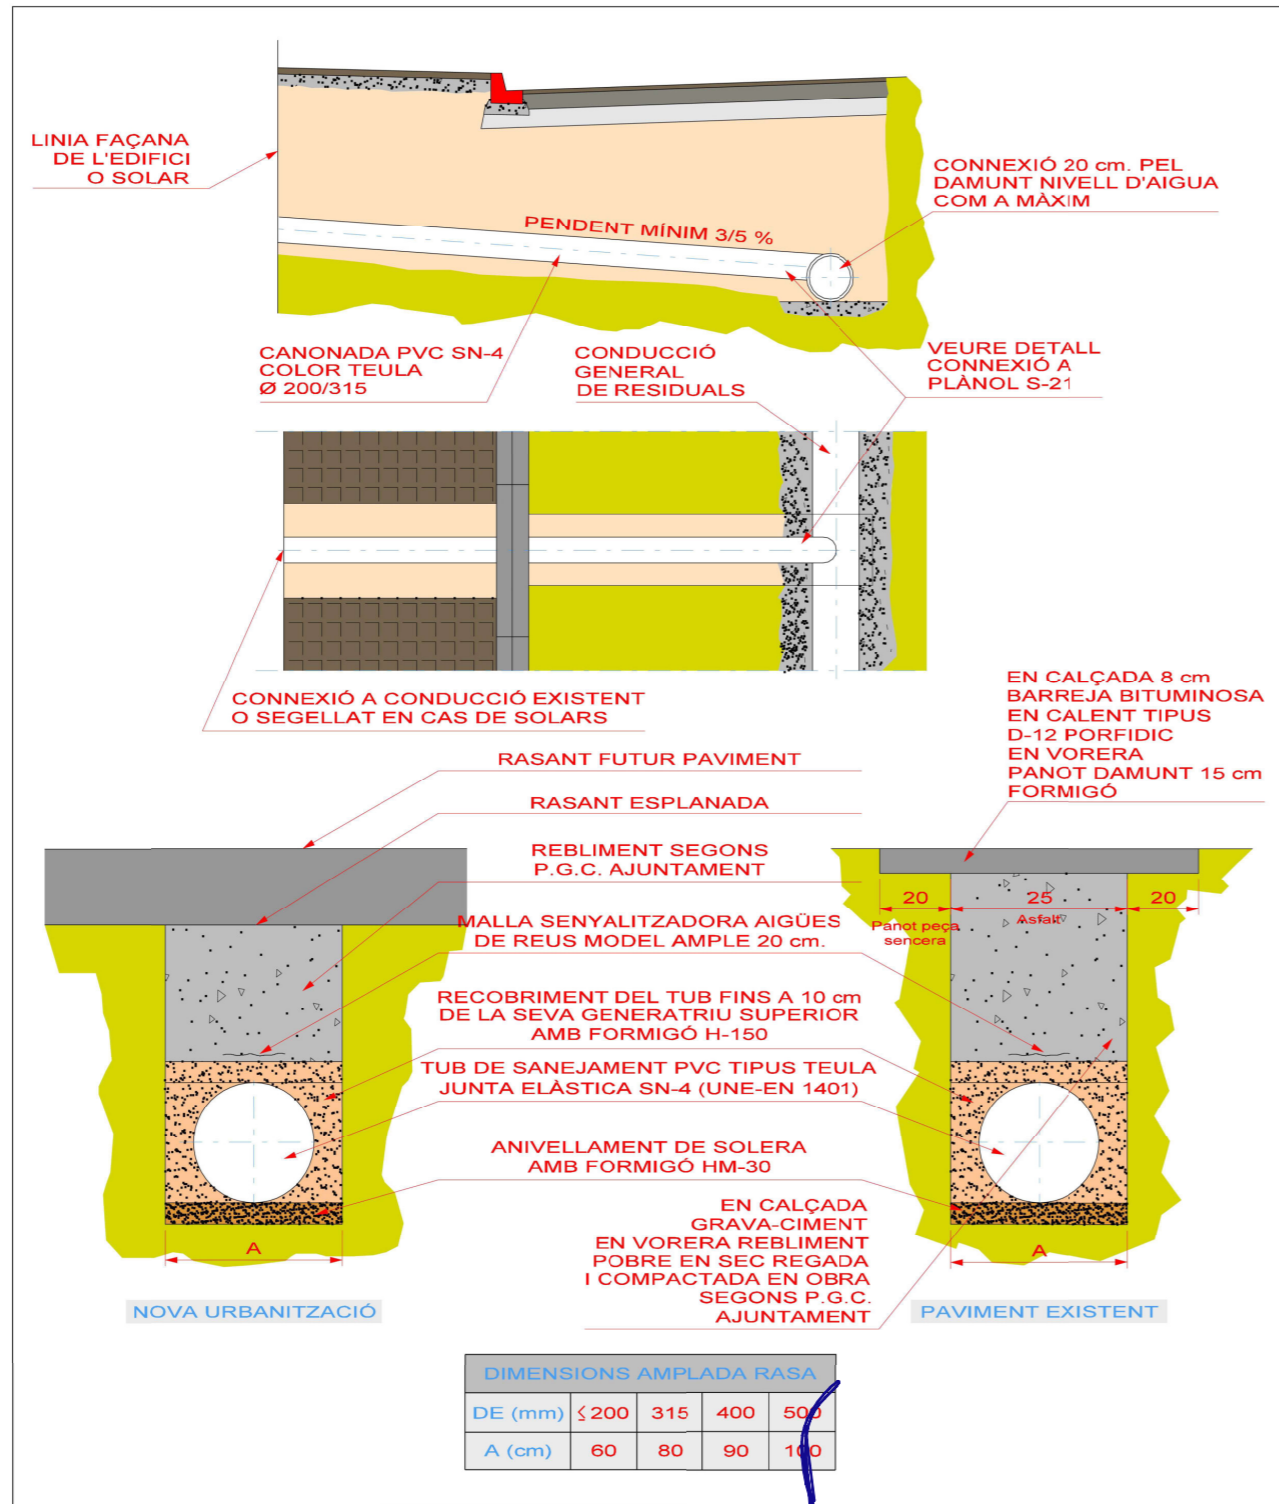 LINIA FAÇANA
DE L'EDIFICI
O SOLAR
PENDENT MÍNIM 3/5 %
CONNEXIÓ 20 cm. PEL
DAMUNT NIVELL D'AIGUA
COM A MÀXIM
CANONADA PVC SN-4
COLOR TEULA
Ø 200/315
CONDUCCIÓ
GENERAL
DE RESIDUALS
VEURE DETALL
CONNEXIÓ A
PLÀNOL S-21
CONNEXIÓ A CONDUCCIÓ EXISTENT
O SEGELLAT EN CAS DE SOLARS
EN CALÇADA 8 cm
BARREJA BITUMINOSA
EN CALENT TIPUS
D-12 PORFIDIC
EN VORERA
PANOT DAMUNT 15 cm
FORMIGÓ
RASANT FUTUR PAVIMENT
RASANT ESPLANADA
REBLIMENT SEGONS
P.G.C. AJUNTAMENT
MALLA SENYALITZADORA AIGÜES
DE REUS MODEL AMPLE 20 cm.
20 25 20
Asfalt
Panot peça
sencera
RECOBRIMENT DEL TUB FINS A 10 cm
DE LA SEVA GENERATRIU SUPERIOR
AMB FORMIGÓ H-150
TUB DE SANEJAMENT PVC TIPUS TEULA
JUNTA ELÀSTICA SN-4 (UNE-EN 1401)
ANIVELLAMENT DE SOLERA
AMB FORMIGÓ HM-30
EN CALÇADA
GRAVA-CIMENT
EN VORERA REBLIMENT
POBRE EN SEC REGADA
I COMPACTADA EN OBRA
SEGONS P.G.C.
AJUNTAMENT
A
A
NOVA URBANITZACIÓ
PAVIMENT EXISTENT
DIMENSIONS AMPLADA RASA
DE (mm) ≤200 315 400 500
A (cm) 60 80 90 100